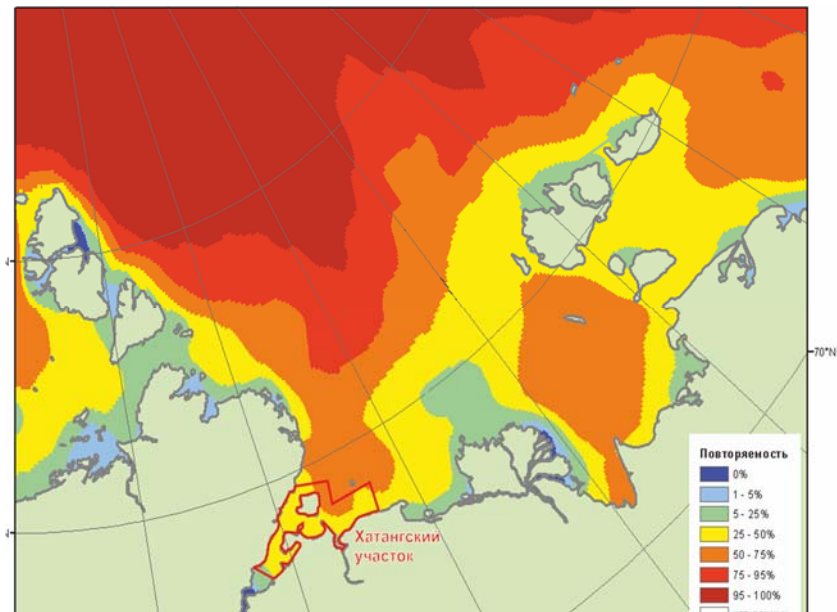 70°N
Хатангский
участок
Повторяемость
0%
1 - 5%
5 - 25%
25 - 50%
50 - 75%
75 - 95%
95 - 100%